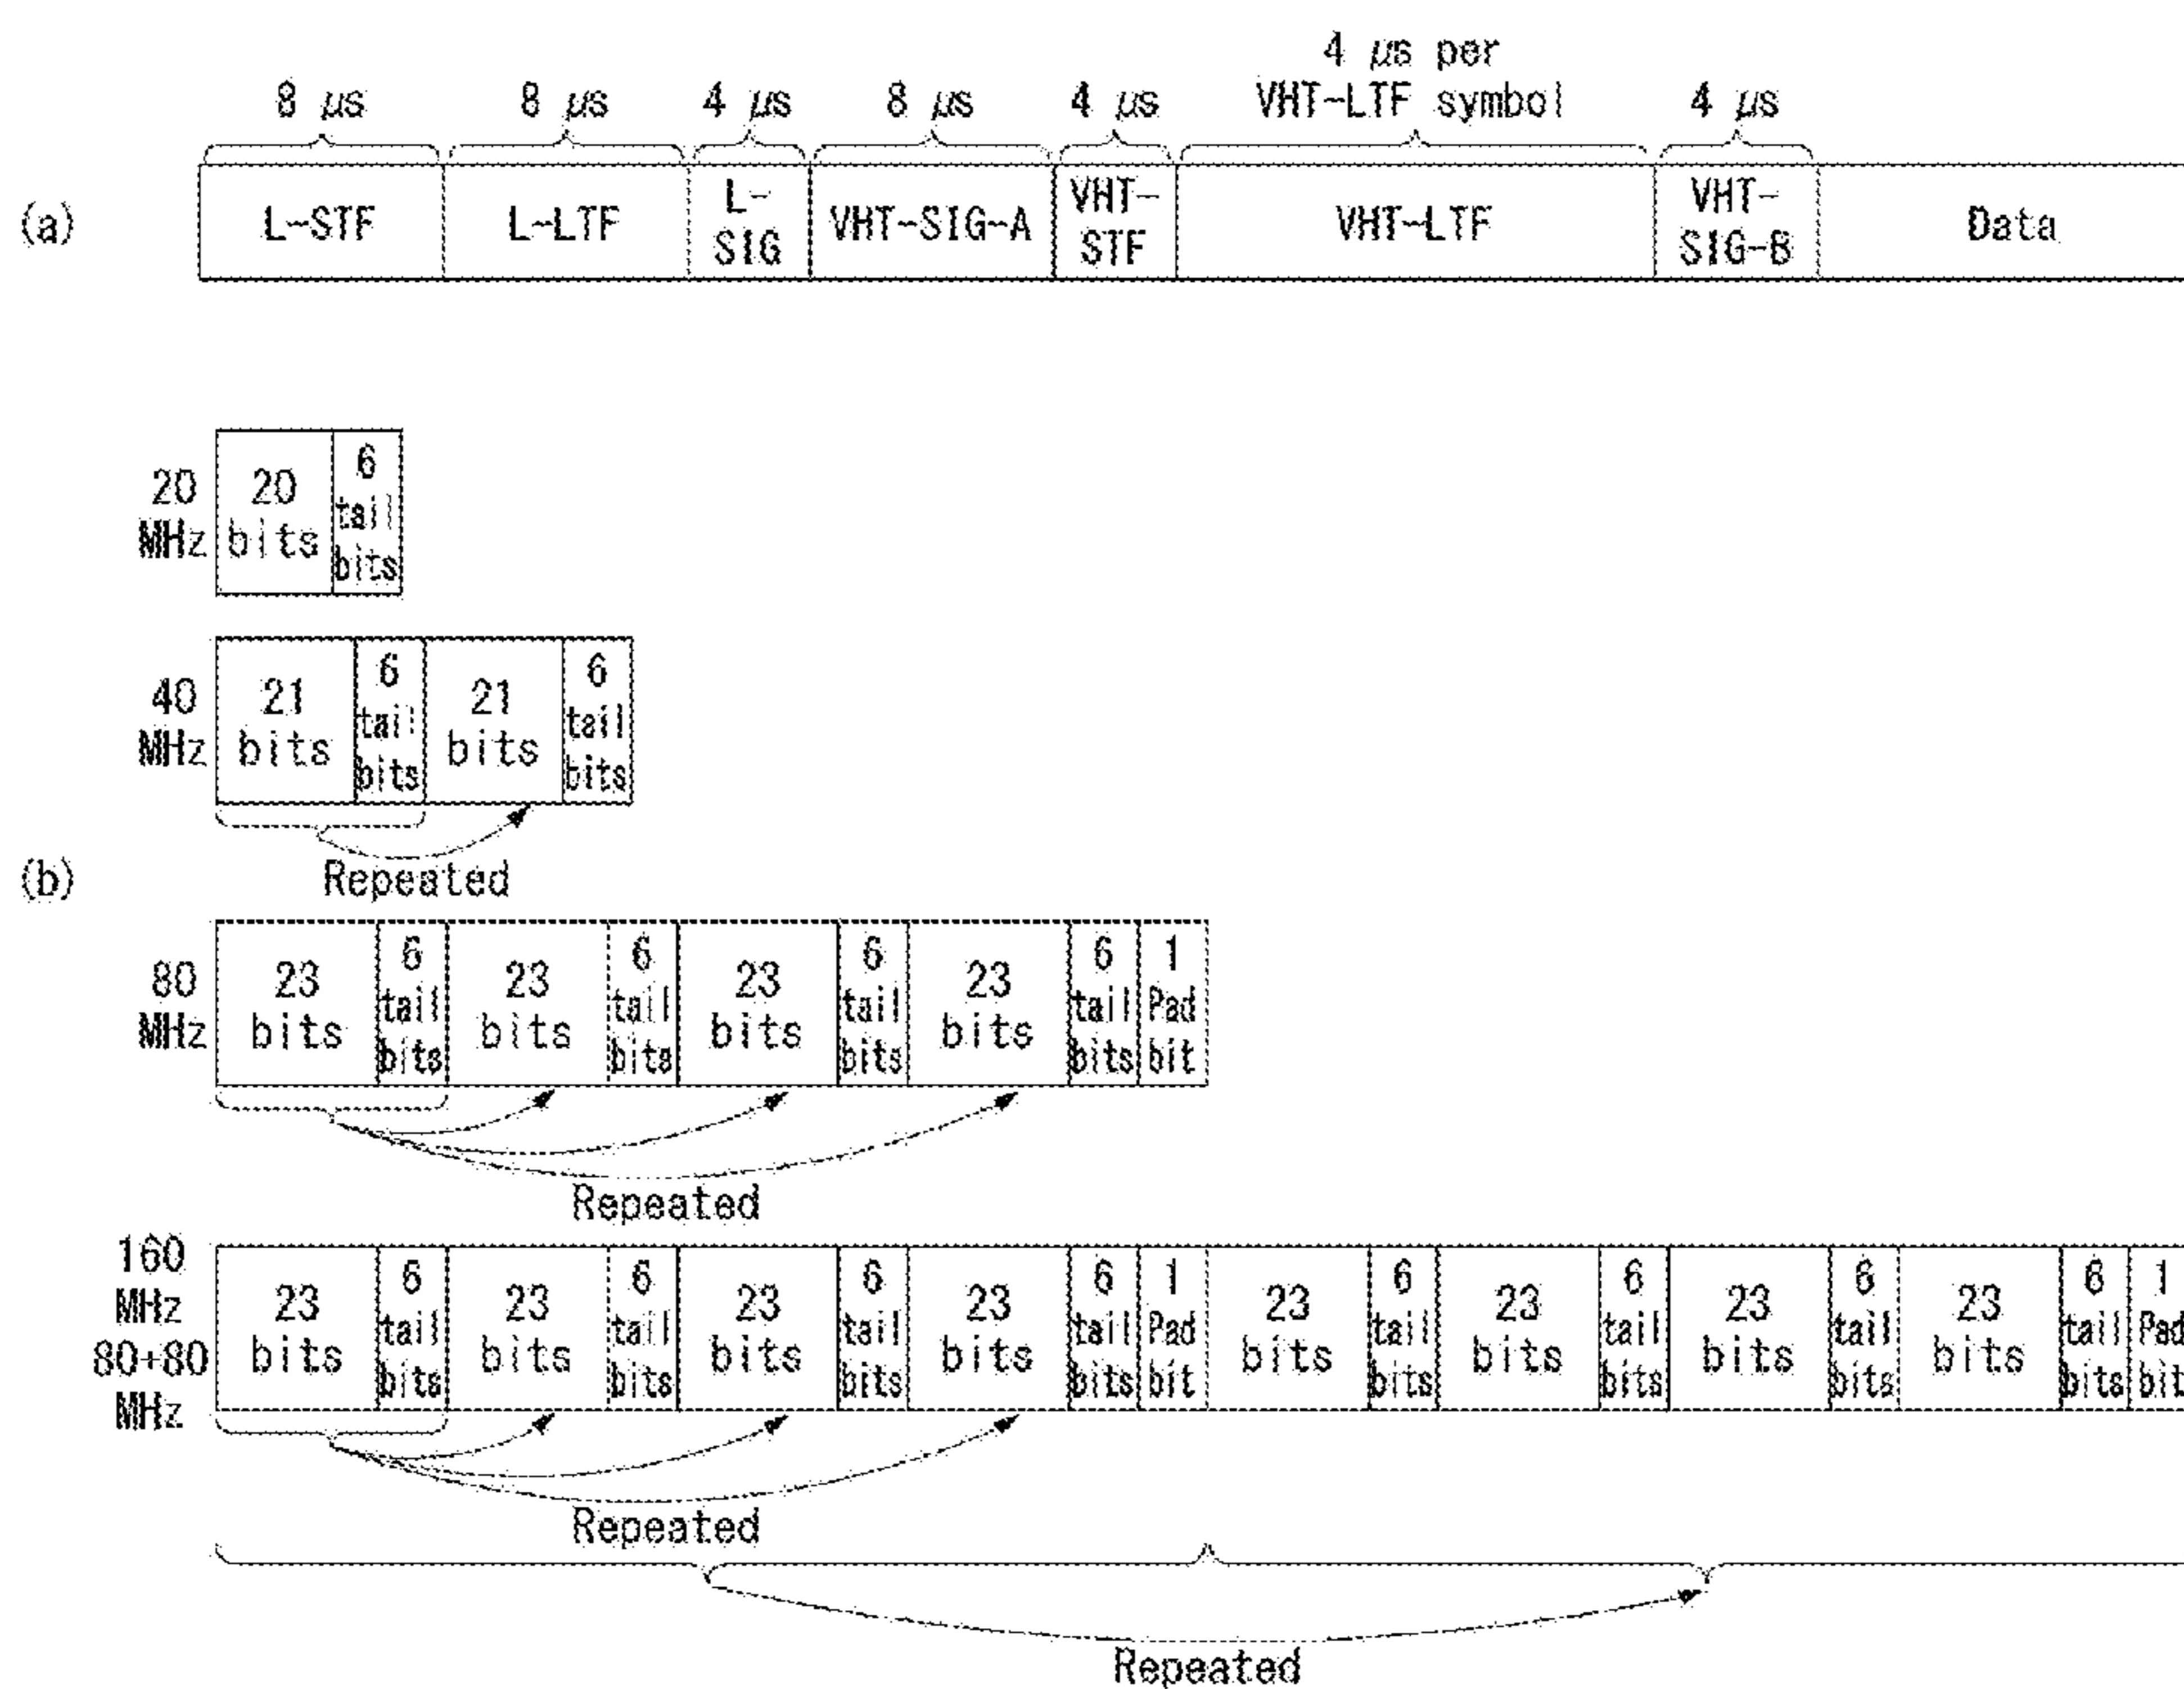 4 μs per
8 μs 8 μs 4 μs 8 μs 4 μs VHT-LTF symbol 4 μs
(a) L-STF L-LTF L-SIG VHT-SIG-A VHT-STF VHT-LTF VHT-SIG-B Data
20 MHz 20 bits 6 tail bits
40 MHz 21 bits 6 tail bits 21 bits 6 tail bits
Repeated
(b)
80 MHz 23 bits 6 tail bits 23 bits 6 tail bits 23 bits 6 tail bits 23 bits 6 tail bits 1 Pad bit
Repeated
160 MHz 80+80 MHz 23 bits 6 tail bits 23 bits 6 tail bits 23 bits 6 tail bits 23 bits 6 tail bits 1 Pad bit 23 bits 6 tail bits 23 bits 6 tail bits 23 bits 6 tail bits 23 bits 6 tail bits 1 Pad bit
Repeated
Repeated